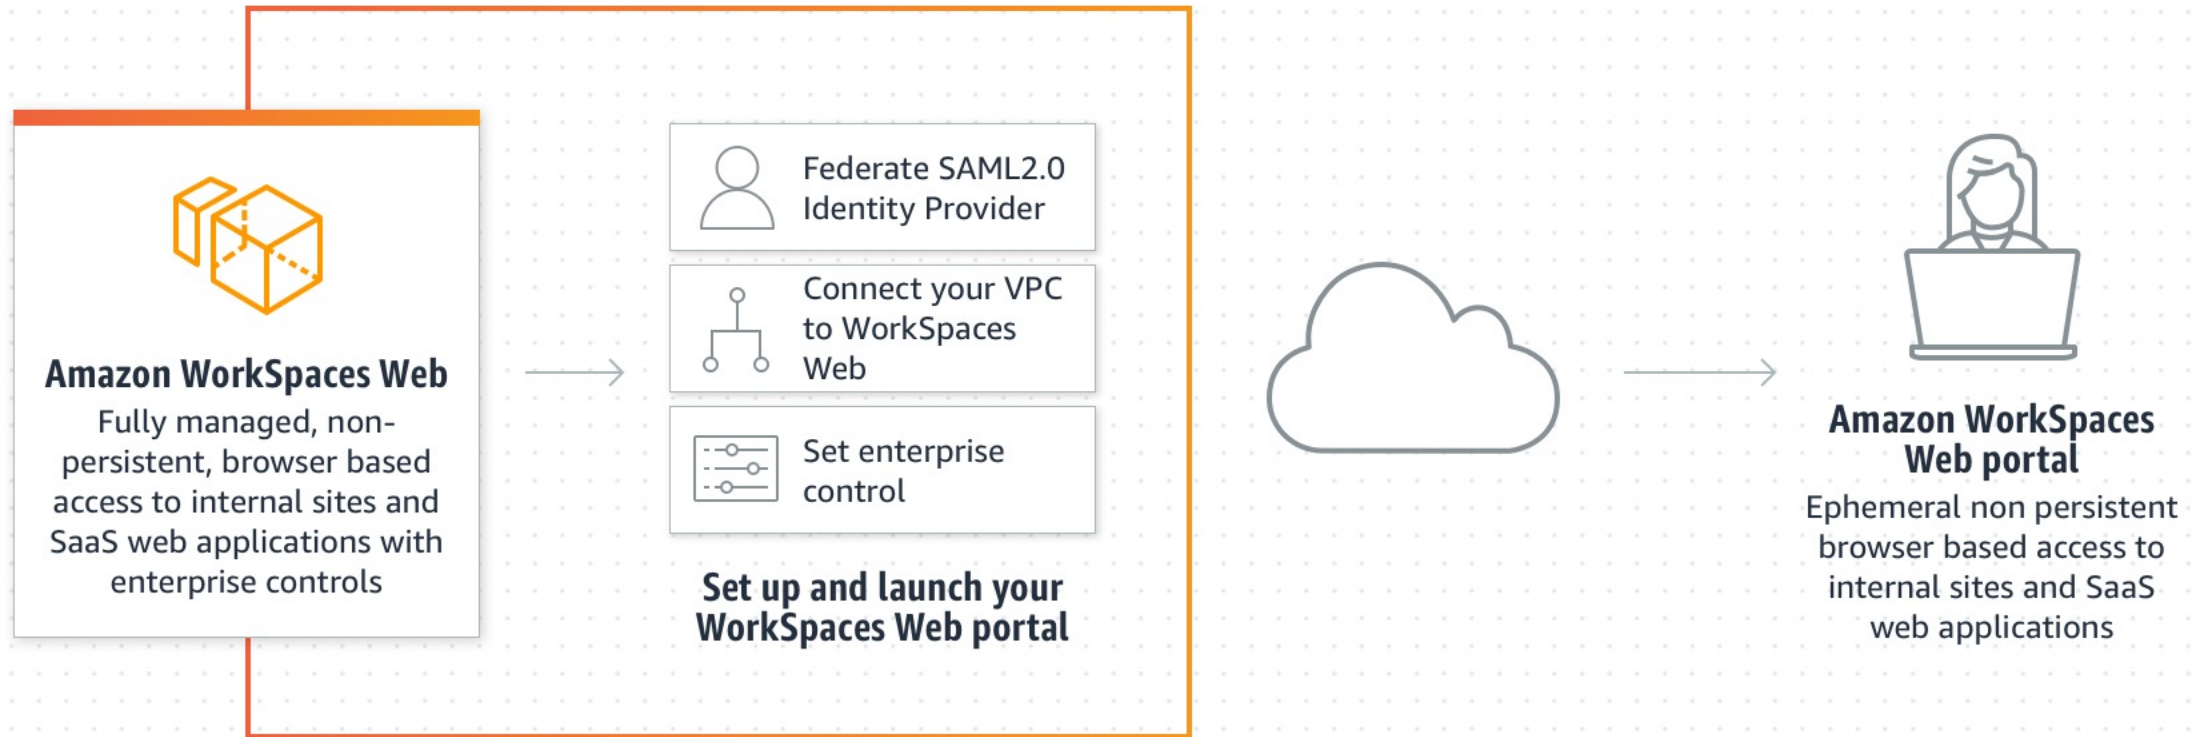 Amazon WorkSpaces Web
Fully managed, non-
persistent, browser based
access to internal sites and
SaaS web applications with
enterprise controls
Federate SAML2.0
Identity Provider
Connect your VPC
to WorkSpaces
Web
Set enterprise
control
Set up and launch your
WorkSpaces Web portal
Amazon WorkSpaces
Web portal
Ephemeral non persistent
browser based access to
internal sites and SaaS
web applications